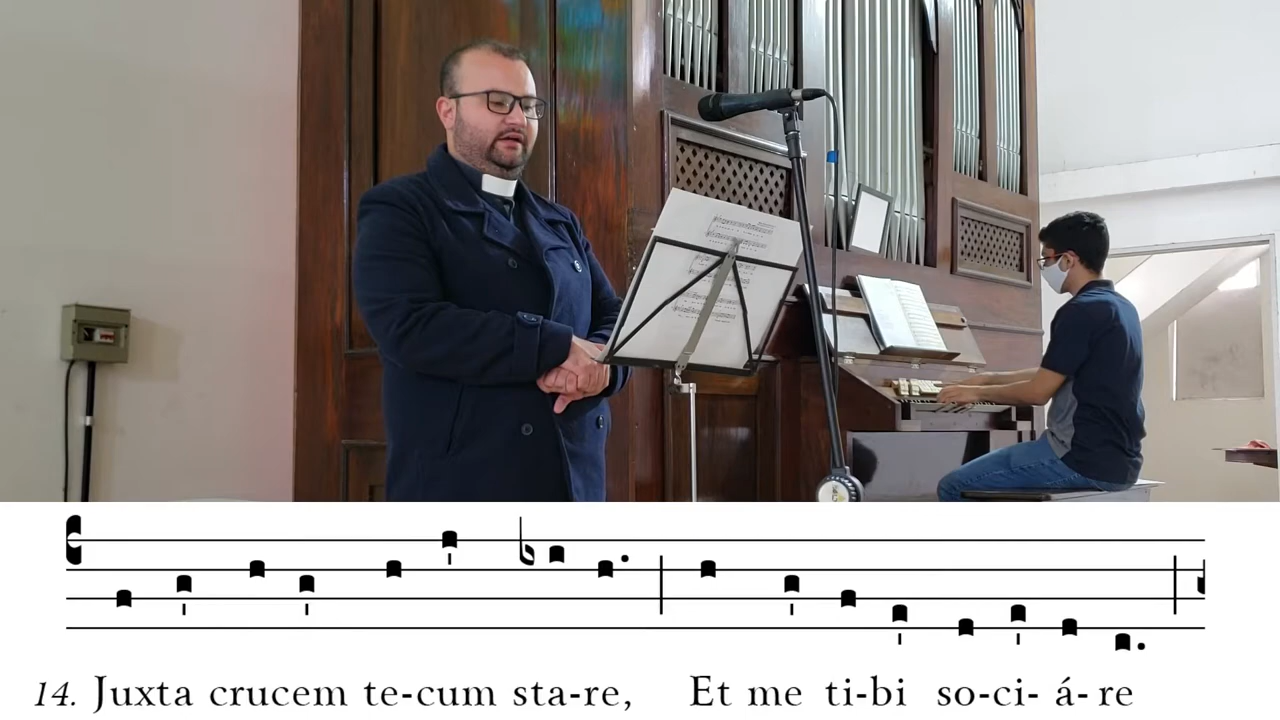 14. Juxta crucem te-cum sta-re, Et me ti-bi so-ci- á- re